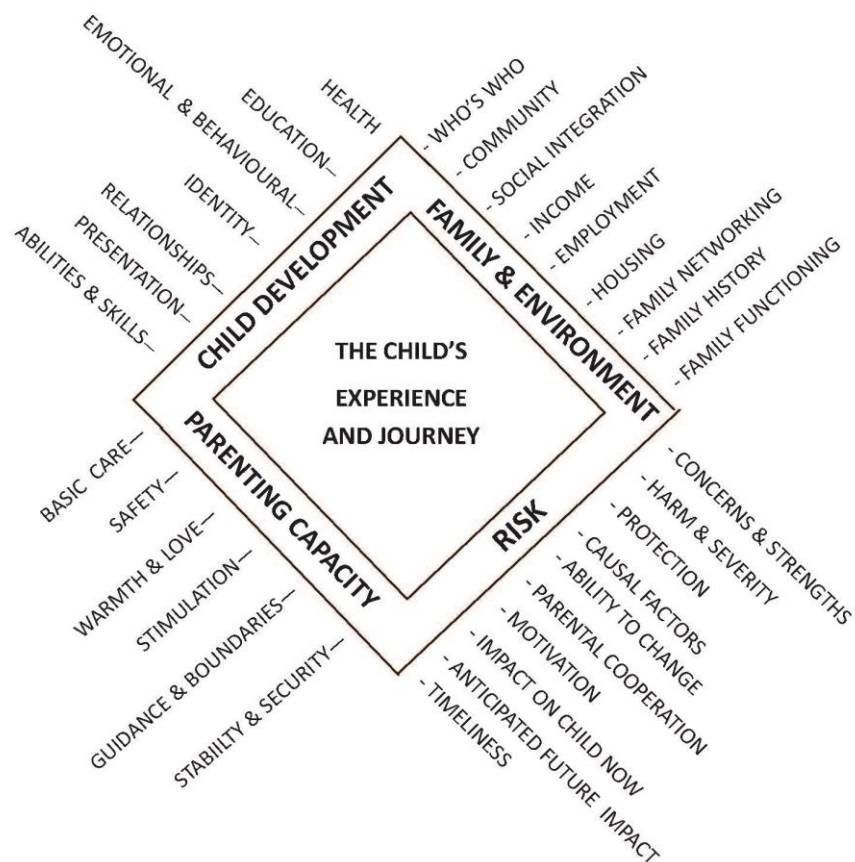 HEALTH
EDUCATION
EMOTIONAL & BEHAVIOURAL
IDENTITY
RELATIONSHIPS
PRESENTATION
ABILITIES & SKILLS
CHILD DEVELOPMENT
- WHO'S WHO
- COMMUNITY
- SOCIAL INTEGRATION
- INCOME
- EMPLOYMENT
- HOUSING
- FAMILY NETWORKING
- FAMILY HISTORY
- FAMILY FUNCTIONING
FAMILY & ENVIRONMENT
THE CHILD'S
EXPERIENCE
AND JOURNEY
PARENTING CAPACITY
BASIC CARE
SAFETY
WARMTH & LOVE
STIMULATION
GUIDANCE & BOUNDARIES
STABIILTY & SECURITY
RISK
- CONCERNS & STRENGTHS
- HARM & SEVERITY
- PROTECTION
- CAUSAL FACTORS
- ABILITY TO CHANGE
- PARENTAL COOPERATION
- MOTIVATION
- IMPACT ON CHILD NOW
- ANTICIPATED FUTURE IMPACT
- TIMELINESS